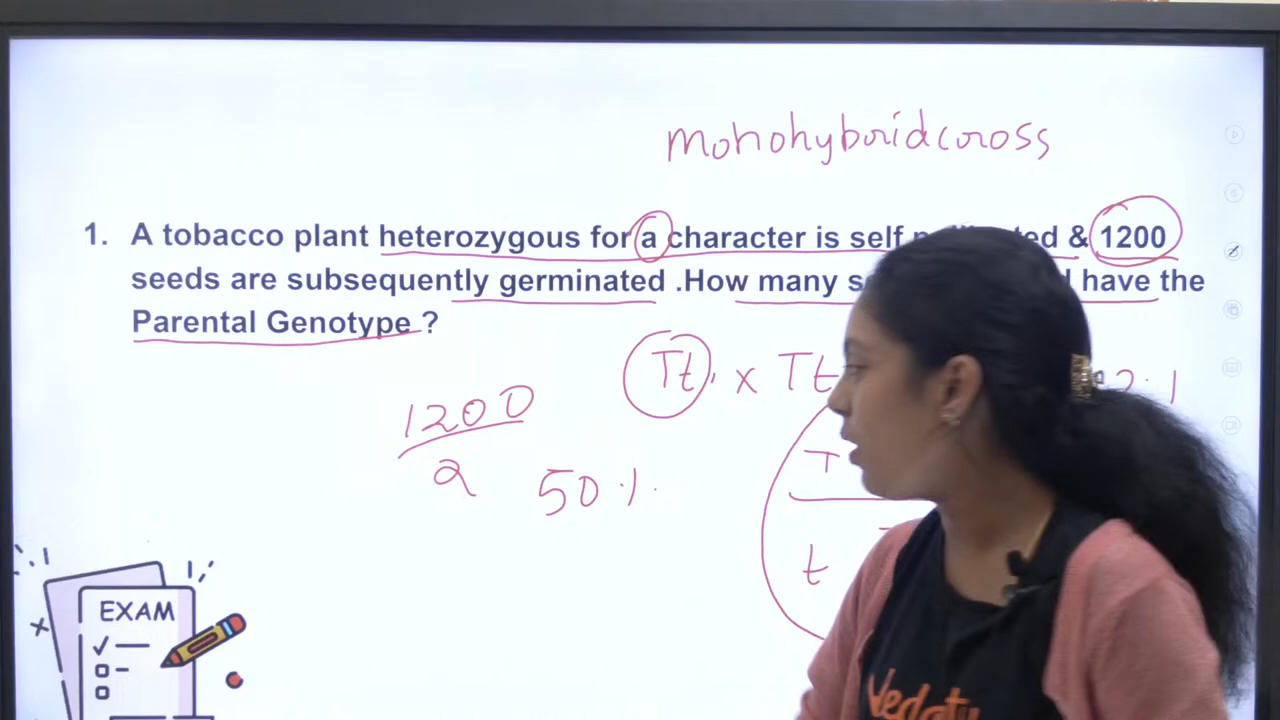 monohybridcross
1. A tobacco plant heterozygous for a character is self & 1200
seeds are subsequently germinated .How many have the
Parental Genotype ?
Tt x Tt
1200
2
50%
T
t
EXAM